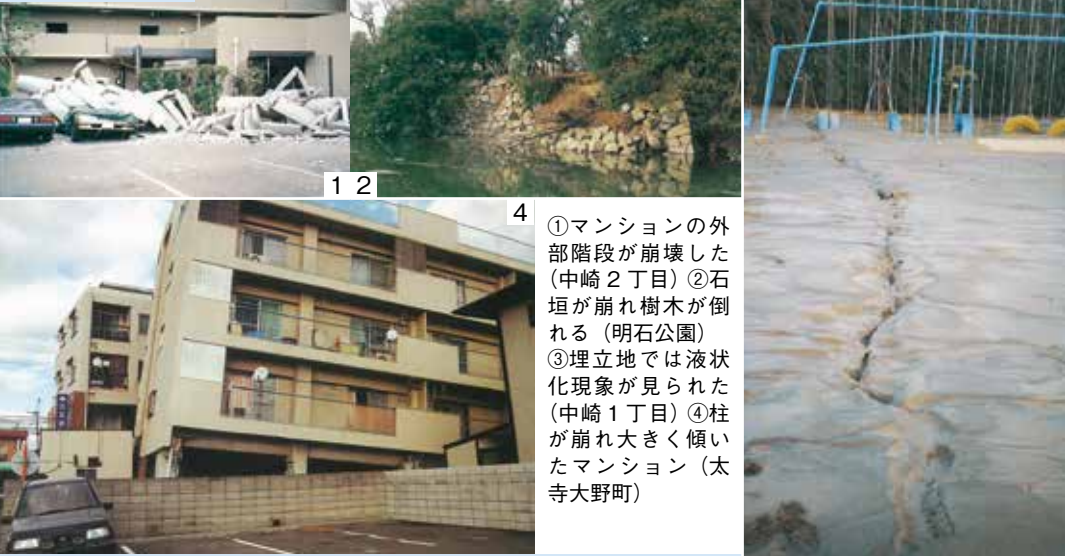 1 2
4
①マンションの外
部階段が崩壊した
（中崎２丁目）②石
垣が崩れ樹木が倒
れる（明石公園）
③埋立地では液状
化現象が見られた
（中崎１丁目）④柱
が崩れ大きく傾い
たマンション（太
寺大野町）